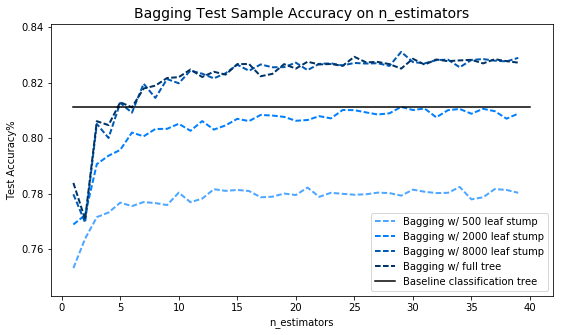 Bagging Test Sample Accuracy on n_estimators
0.84
0.82
0.80
0.78
0.76
Test Accuracy%
0
5
10
15
20
25
30
35
40
n_estimators
Bagging w/ 500 leaf stump
Bagging w/ 2000 leaf stump
Bagging w/ 8000 leaf stump
Bagging w/ full tree
Baseline classification tree